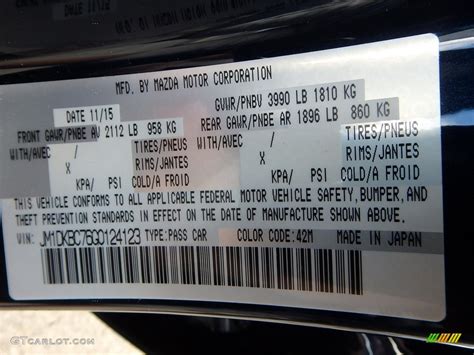 MFD. BY MAZDA MOTOR CORPORATION
DATE 11/15
GVWR/PNBV 3990 LB 1810 KG
FRONT GAWR/PNBE AV 2112 LB 958 KG
REAR GAWR/PNBE AR 1896 LB 860 KG
WITH/AVEC / TIRES/PNEUS WITH/AVEC / TIRES/PNEUS
X RIMS/JANTES X RIMS/JANTES
KPA/ PSI COLD/A FROID KPA/ PSI COLD/A FROID
THIS VEHICLE CONFORMS TO ALL APPLICABLE FEDERAL MOTOR VEHICLE SAFETY, BUMPER, AND
THEFT PREVENTION STANDARDS IN EFFECT ON THE DATE OF MANUFACTURE SHOWN ABOVE.
VIN: JM1DKBC76G0124123 TYPE:PASS CAR COLOR CODE:42M MADE IN JAPAN
GTCARLOT.COM